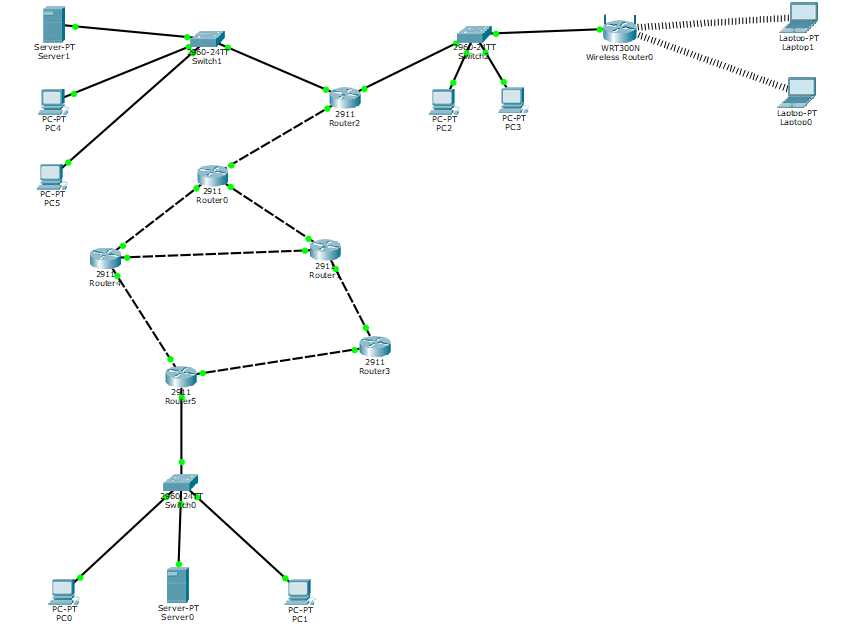 Server-PT
Server1
2960-24TT
Switch1
2960-24TT
WRT300N
Wireless Router0
Laptop-PT
Laptop1
PC-PT
PC4
2911
Router2
PC-PT
PC2
PC-PT
PC3
Laptop-PT
Laptop0
PC-PT
PC5
2911
Router0
2911
Router4
2911
2911
Router3
2911
Router5
2960-24TT
Switch0
PC-PT
PC0
Server-PT
Server0
PC-PT
PC1